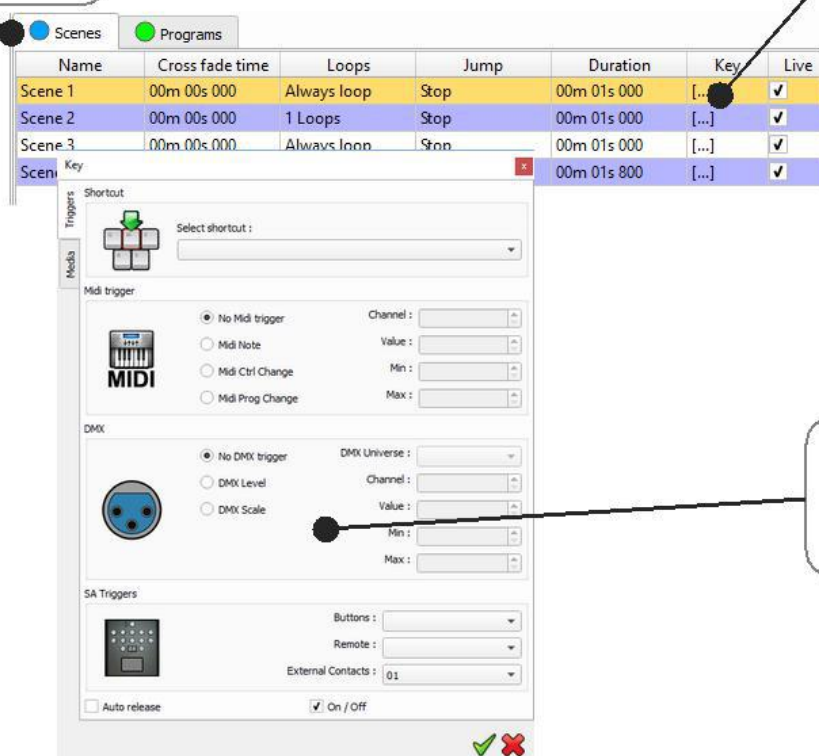 Scenes Programs
Name Cross fade time Loops Jump Duration Key Live
Scene 1 00m 00s 000 Always loop Stop 00m 01s 000 [...]
Scene 2 00m 00s 000 1 Loops Stop 00m 01s 000 [...]
Scene 3 00m 00s 000 Always loop Stop 00m 01s 000 [...]
00m 01s 800 [...]
Key
Triggers
Media
Shortcut
Select shortcut :
Midi trigger
MIDI
No Midi trigger Channel :
Midi Note Value :
Midi Ctrl Change Min :
Midi Prog Change Max :
DMX
No DMX trigger DMX Universe :
DMX Level Channel :
DMX Scale Value :
Min :
Max :
SA Triggers
Buttons :
Remote :
External Contacts : 01
Auto release On / Off